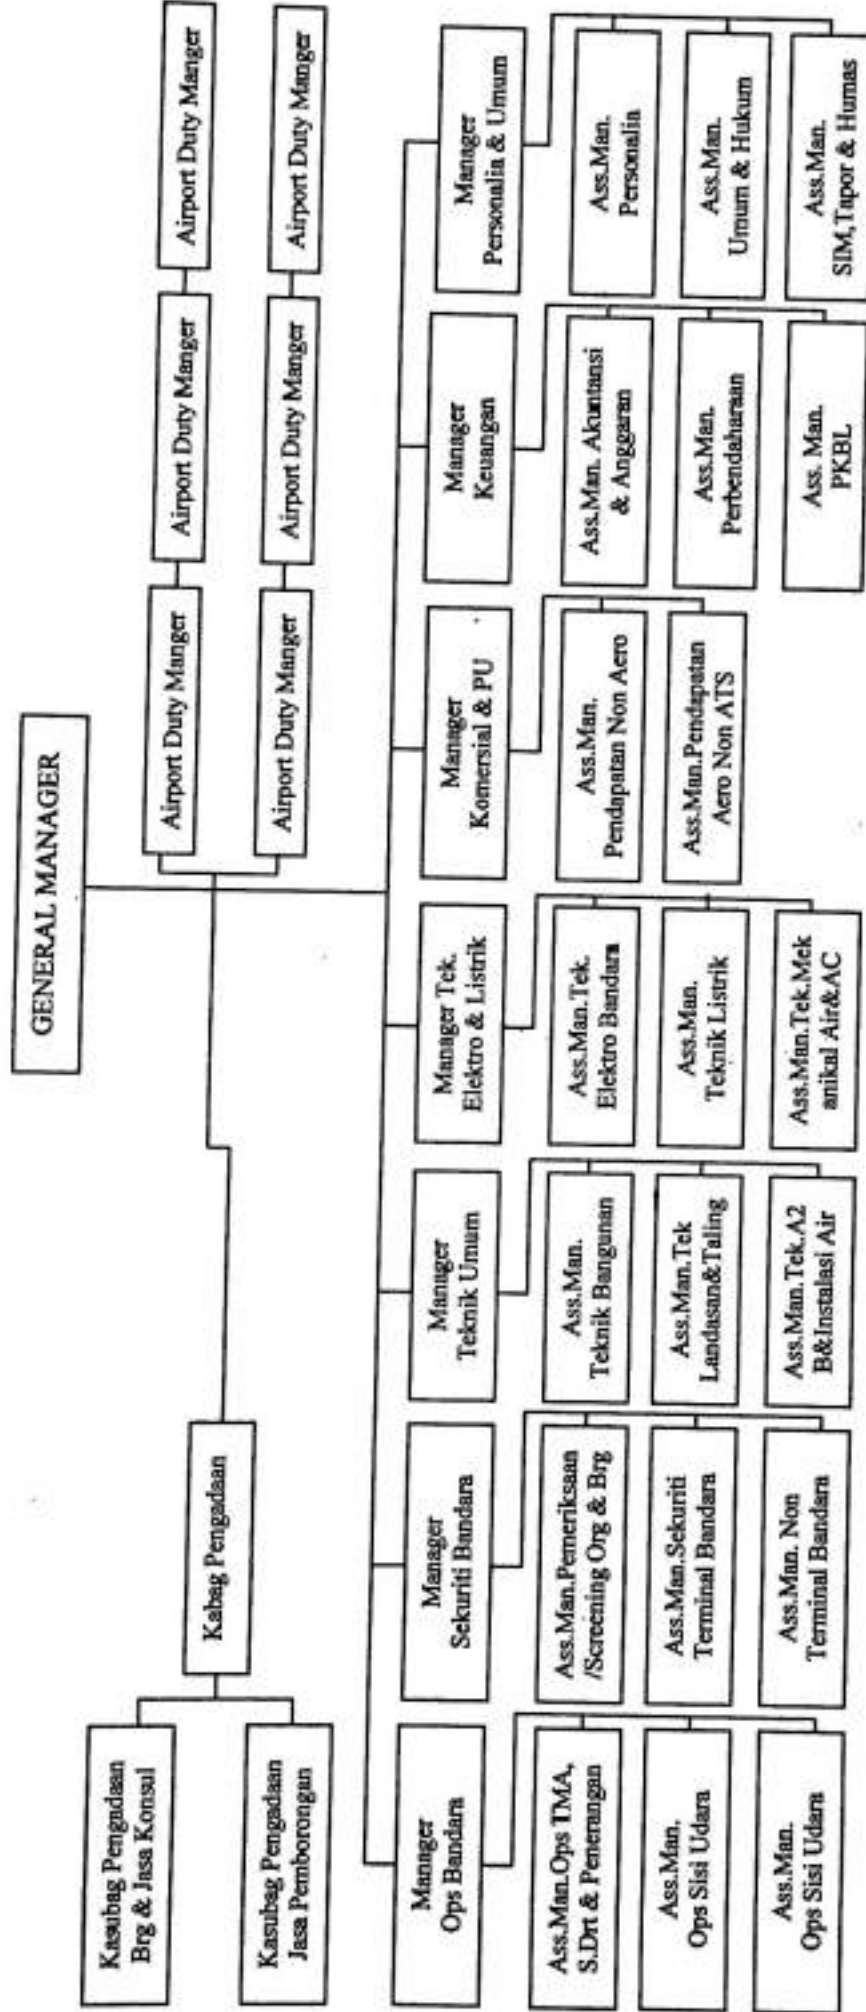 GENERAL MANAGER
Kasubag Pengadaan
Brg & Jasa Konsul
Kasubag Pengadaan
Jasa Pemborongan
Kabag Pengadaan
Airport Duty Manger
Airport Duty Manger
Airport Duty Manger
Airport Duty Manger
Airport Duty Manger
Airport Duty Manger
Manager
Ops Bandara
Ass.Man.Ops TMA,
S.Drt & Penerangan
Ass.Man.
Ops Sisi Udara
Ass.Man.
Ops Sisi Udara
Manager
Sekuriti Bandara
Ass.Man.Pemeriksaan
/Screening Org & Brg
Ass.Man.Sekuriti
Terminal Bandara
Ass.Man. Non
Terminal Bandara
Manager
Teknik Umum
Ass.Man.
Teknik Bangunan
Ass.Man.Tek
Landasan&Taling
Ass.Man.Tek.A2
B&Instalasi Air
Manager Tek.
Elektro & Listrik
Ass.Man.Tek.
Elektro Bandara
Ass.Man.
Teknik Listrik
Ass.Man.Tek.Mek
anikal Air&AC
Manager
Komersial & PU
Ass.Man.
Pendapatan Non Aero
Ass.Man.Pendapatan
Aero Non ATS
Manager
Keuangan
Ass.Man. Akuntansi
& Anggaran
Ass.Man.
Perbendaharaan
Ass. Man.
PKBL
Manager
Personalia & Umum
Ass.Man.
Personalia
Ass.Man.
Umum & Hukum
Ass.Man.
SIM,Tapor & Humas